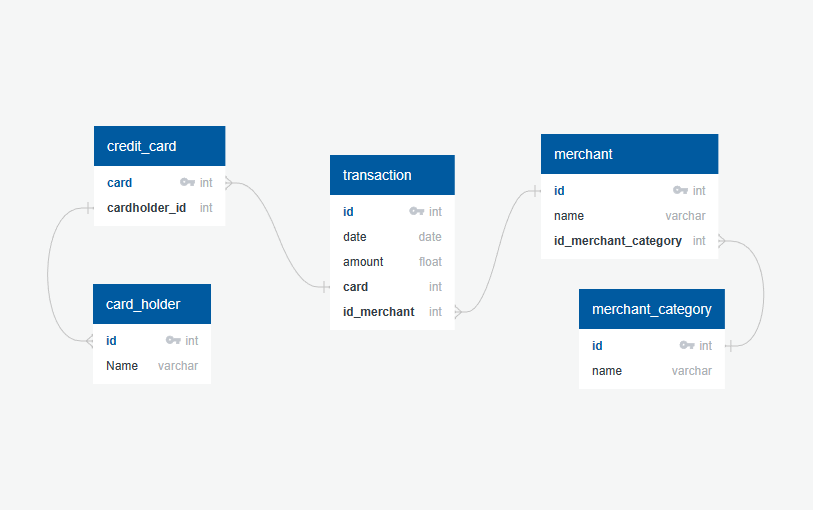 credit_card
card int
cardholder_id int
card_holder
id int
Name varchar
transaction
id int
date date
amount float
card int
id_merchant int
merchant
id int
name varchar
id_merchant_category int
merchant_category
id int
name varchar